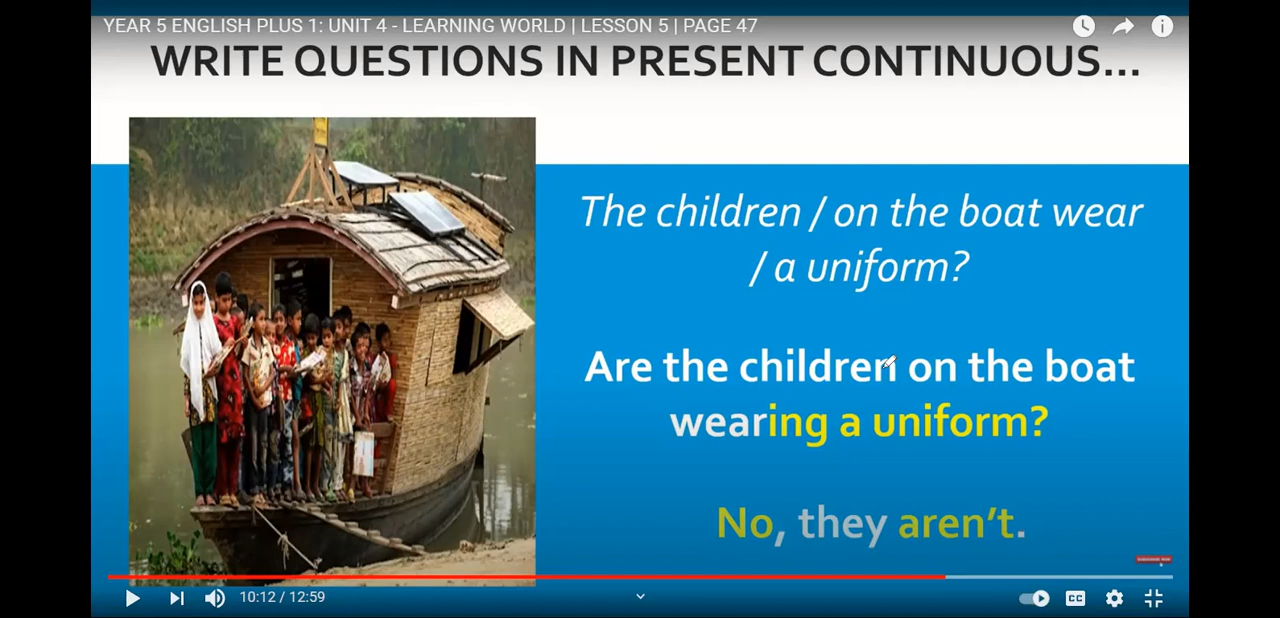 YEAR 5 ENGLISH PLUS 1: UNIT 4 - LEARNING WORLD | LESSON 5 | PAGE 47
WRITE QUESTIONS IN PRESENT CONTINUOUS...
The children / on the boat wear
/ a uniform?
Are the children on the boat
wearing a uniform?
No, they aren't.
10:12 / 12:59
CC